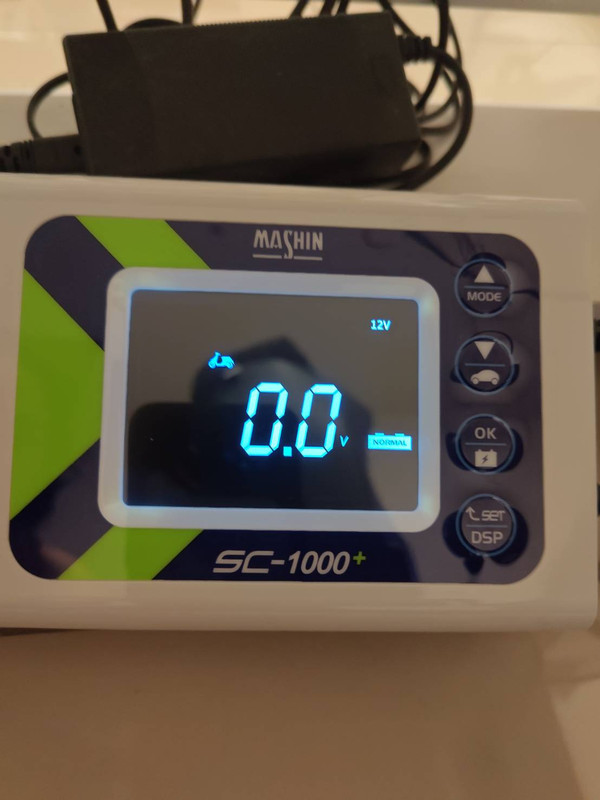 MASHIN
12V
MODE
0.0 V
NORMAL
OK
SET
DSP
SC-1000+